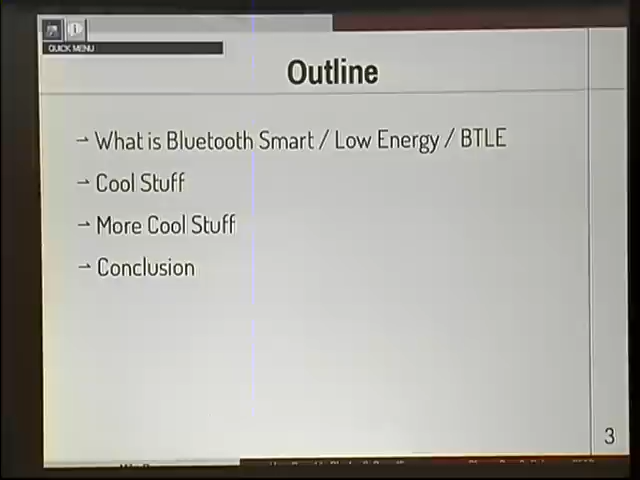 QUICK MENU
Outline
→ What is Bluetooth Smart / Low Energy / BTLE
→ Cool Stuff
→ More Cool Stuff
→ Conclusion
3